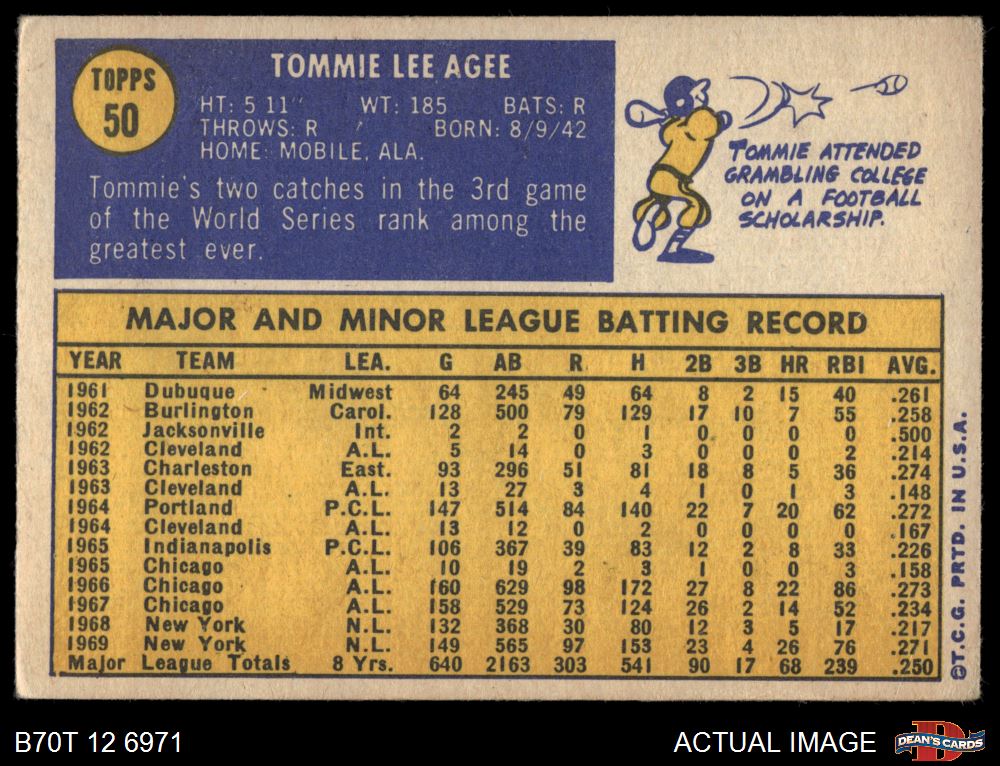 TOPPS
50
TOMMIE LEE AGEE
HT: 5 11" WT: 185 BATS: R
THROWS: R BORN: 8/9/42
HOME: MOBILE, ALA.
Tommie's two catches in the 3rd game
of the World Series rank among the
greatest ever.
TOMMIE ATTENDED
GRAMBLING COLLEGE
ON A FOOTBALL
SCHOLARSHIP.
MAJOR AND MINOR LEAGUE BATTING RECORD
YEAR TEAM LEA. G AB R H 2B 3B HR RBI AVG.
1961 Dubuque Midwest 64 245 49 64 8 2 15 40 .261
1962 Burlington Carol. 128 500 79 129 17 10 7 55 .258
1962 Jacksonville Int. 2 2 0 1 0 0 0 0 .500
1962 Cleveland A.L. 5 14 0 3 0 0 0 2 .214
1963 Charleston East. 93 296 51 81 18 8 5 36 .274
1963 Cleveland A.L. 13 27 3 4 1 0 1 3 .148
1964 Portland P.C.L. 147 514 84 140 22 7 20 62 .272
1964 Cleveland A.L. 13 12 0 2 0 0 0 0 .167
1965 Indianapolis P.C.L. 106 367 39 83 12 2 8 33 .226
1965 Chicago A.L. 10 19 2 3 1 0 0 3 .158
1966 Chicago A.L. 160 629 98 172 27 8 22 86 .273
1967 Chicago A.L. 158 529 73 124 26 2 14 52 .234
1968 New York N.L. 132 368 30 80 12 3 5 17 .217
1969 New York N.L. 149 565 97 153 23 4 26 76 .271
Major League Totals 8 Yrs. 640 2163 303 541 90 17 68 239 .250
©T.C.G. PRTD. IN U.S.A.
B70T 12 6971
ACTUAL IMAGE
DEAN'S CARDS